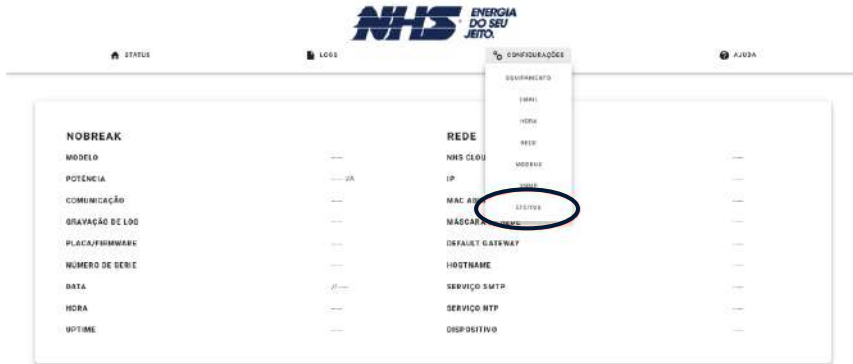 NHS ENERGIA DO SEU JEITO.
STATUS
LOGS
CONFIGURAÇÕES
AJUDA
EQUIPAMENTO
EMAIL
HORA
REDE
MODBUS
NOBREAK
REDE
MODELO ---- NHS CLOU ----
POTÊNCIA ---- VA IP ----
COMUNICAÇÃO ---- MAC ----
GRAVAÇÃO DE LOG ---- MÁSCARA ----
PLACA/FIRMWARE ---- DEFAULT GATEWAY ----
NÚMERO DE SERIE ---- HOSTNAME ----
DATA SERVIÇO SMTP ----
HORA ---- SERVIÇO NTP ----
UPTIME ---- DISPOSITIVO ----